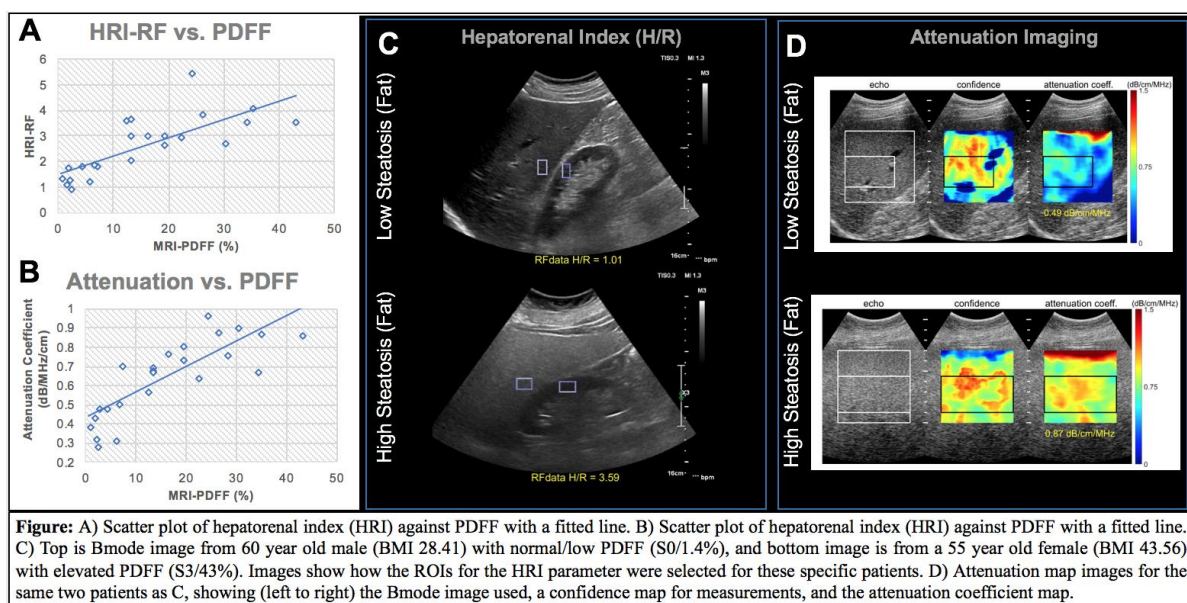 A
HRI-RF vs. PDFF
6
5
4
3
2
1
0
HRI-RF
0 10 20 30 40 50
MRI-PDFF (%)
B
Attenuation vs. PDFF
1
0.9
0.8
0.7
0.6
0.5
0.4
0.3
0.2
Attenuation Coefficient
(dB/MHz/cm)
0 10 20 30 40 50
MRI-PDFF (%)
C
Hepatorenal Index (H/R)
Low Steatosis (Fat)
TIS0.3 MI 1.3
M3
16cm
bpm
RFdata H/R = 1.01
High Steatosis (Fat)
TIS0.3 MI 1.3
M3
16cm
bpm
RFdata H/R = 3.59
D
Attenuation Imaging
Low Steatosis (Fat)
echo confidence attenuation coeff. (dB/cm/MHz)
1.5
0.75
0
0.49 dB/cm/MHz
High Steatosis (Fat)
echo confidence attenuation coeff. (dB/cm/MHz)
1.5
0.75
0
0.87 dB/cm/MHz
Figure: A) Scatter plot of hepatorenal index (HRI) against PDFF with a fitted line. B) Scatter plot of hepatorenal index (HRI) against PDFF with a fitted line.
C) Top is Bmode image from 60 year old male (BMI 28.41) with normal/low PDFF (S0/1.4%), and bottom image is from a 55 year old female (BMI 43.56)
with elevated PDFF (S3/43%). Images show how the ROIs for the HRI parameter were selected for these specific patients. D) Attenuation map images for the
same two patients as C, showing (left to right) the Bmode image used, a confidence map for measurements, and the attenuation coefficient map.